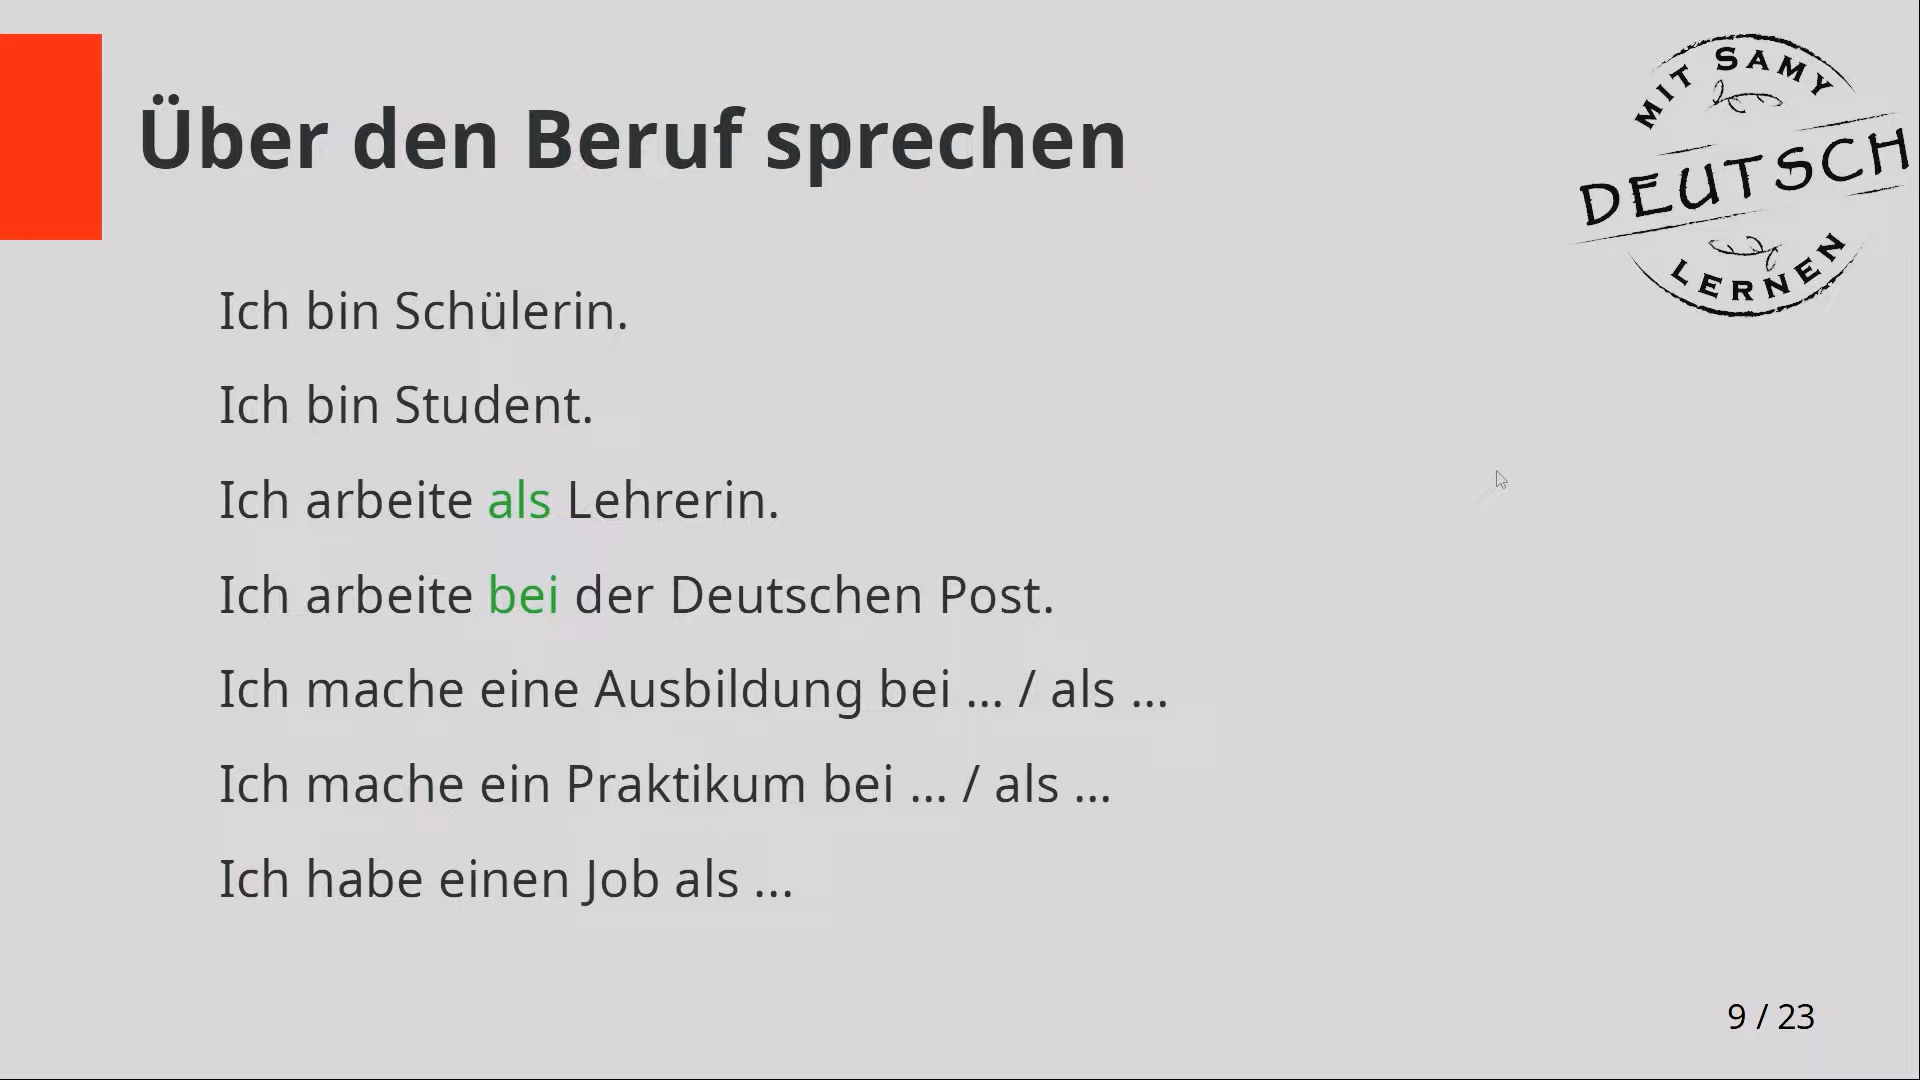 Über den Beruf sprechen
MIT SAMY
DEUTSCH
LERNEN
Ich bin Schülerin.
Ich bin Student.
Ich arbeite als Lehrerin.
Ich arbeite bei der Deutschen Post.
Ich mache eine Ausbildung bei ... / als ...
Ich mache ein Praktikum bei ... / als ...
Ich habe einen Job als ...
9 / 23